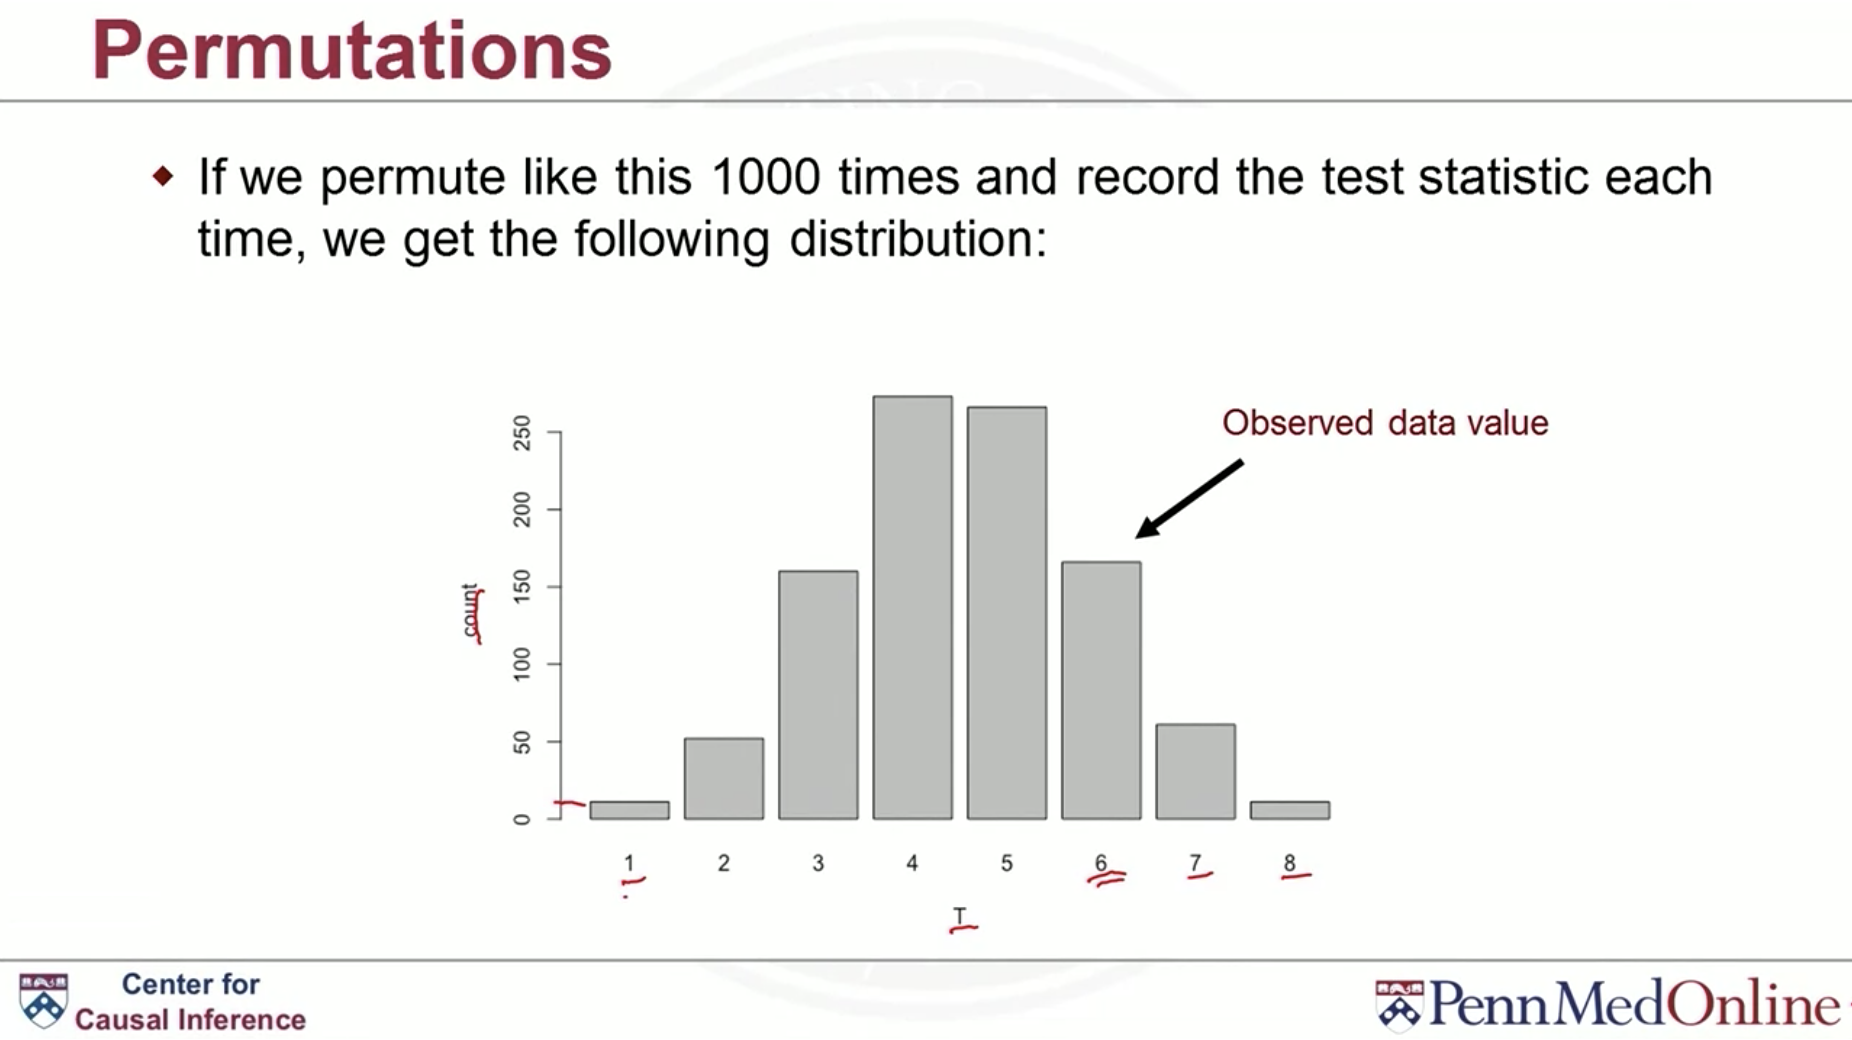 Permutations
If we permute like this 1000 times and record the test statistic each
time, we get the following distribution:
Observed data value
count
250
200
150
100
50
0
1 2 3 4 5 6 7 8
T
Center for
Causal Inference
PennMedOnline